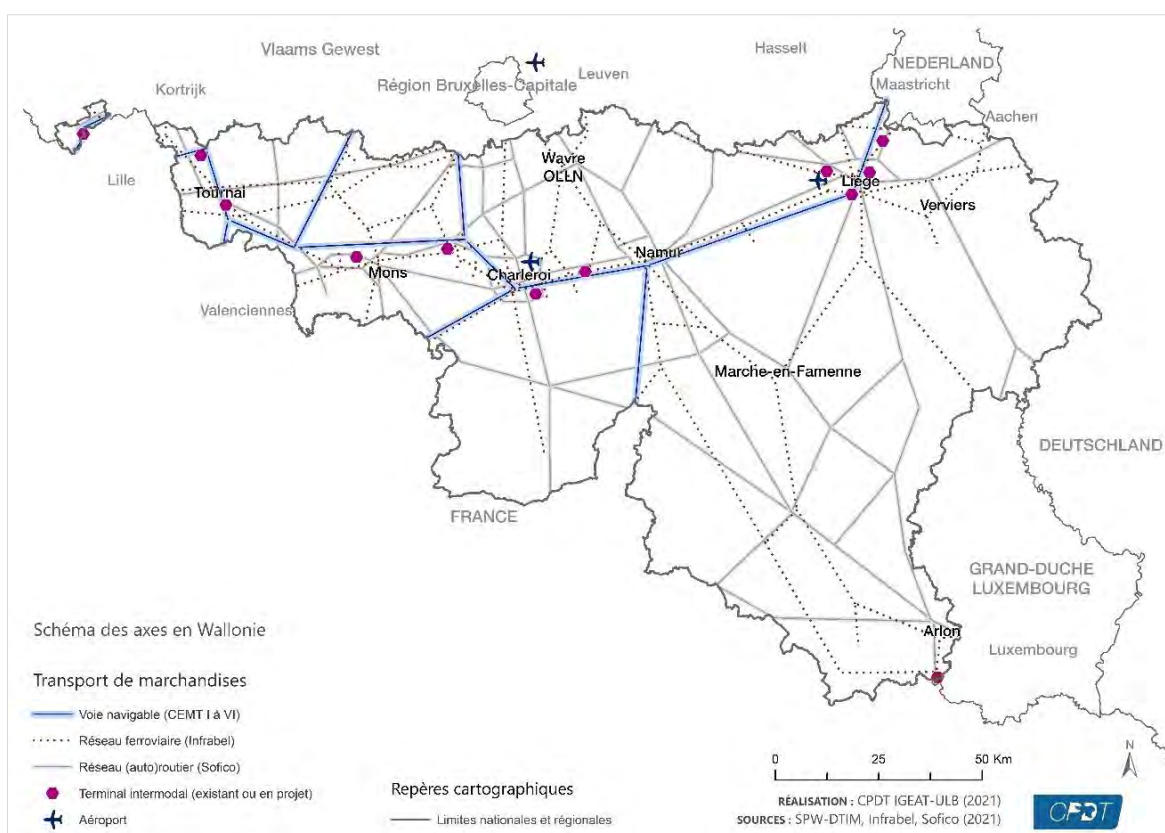 Vlaams Gewest
Hasselt
NEDERLAND
Maastricht
Région Bruxelles-Capitale
Leuven
Kortrijk
Aachen
Lille
Wavre
OLLN
Tournai
Liège
Verviers
Namur
Mons
Charleroi
Valenciennes
Marche-en-Famenne
DEUTSCHLAND
FRANCE
GRAND-DUCHE
LUXEMBOURG
Arlon
Luxembourg
Schéma des axes en Wallonie
Transport de marchandises
Voie navigable (CEMT I à VI)
Réseau ferroviaire (Infrabel)
Réseau (auto)routier (Sofico)
Terminal intermodal (existant ou en projet)
Aéroport
Repères cartographiques
Limites nationales et régionales
N
0 25 50 Km
RÉALISATION : CPDT IGEAT-ULB (2021)
SOURCES : SPW-DTIM, Infrabel, Sofico (2021)
CPDT